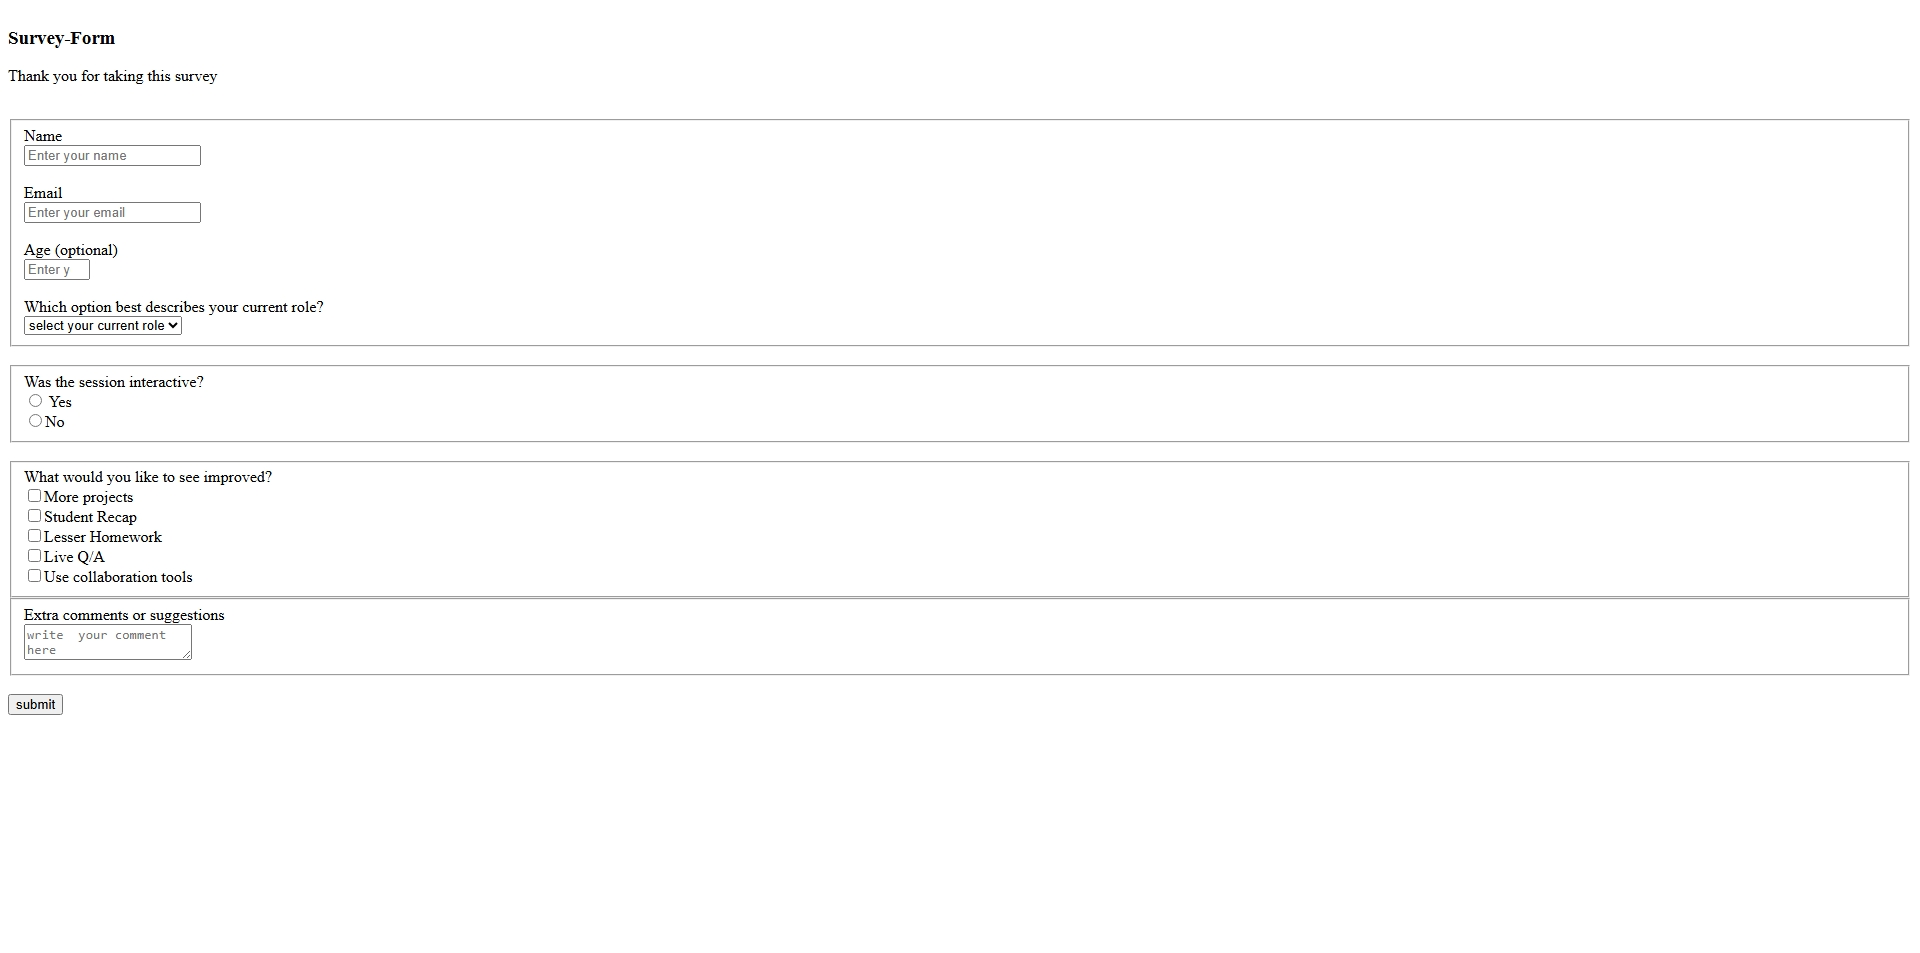 Survey-Form
Thank you for taking this survey
Name
Enter your name
Email
Enter your email
Age (optional)
Enter y
Which option best describes your current role?
select your current role
Was the session interactive?
Yes
No
What would you like to see improved?
More projects
Student Recap
Lesser Homework
Live Q/A
Use collaboration tools
Extra comments or suggestions
write  your comment
here
submit